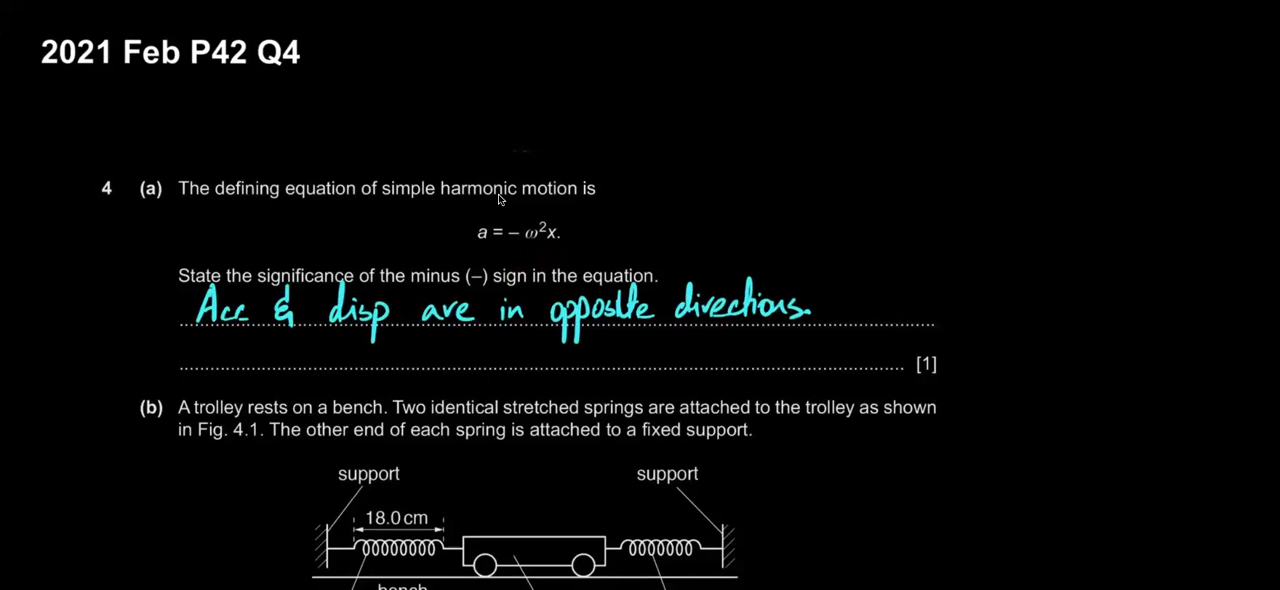 2021 Feb P42 Q4
4 (a) The defining equation of simple harmonic motion is
a = – ω²x.
State the significance of the minus (–) sign in the equation.
Acc & disp are in opposite directions.
[1]
(b) A trolley rests on a bench. Two identical stretched springs are attached to the trolley as shown
in Fig. 4.1. The other end of each spring is attached to a fixed support.
support support
18.0 cm
bench